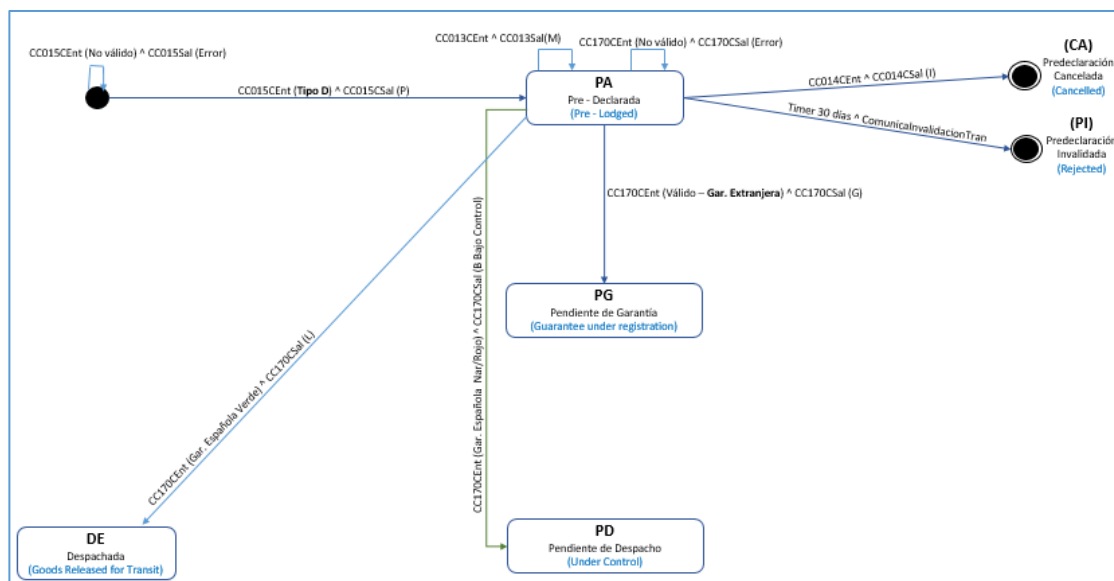 CC015CEnt (No válido) ^ CC015Sal (Error)
CC013CEnt ^ CC013Sal(M)
CC170CEnt (No válido) ^ CC170CSal (Error)
(CA)
Predeclaración
Cancelada
(Cancelled)
CC015CEnt (Tipo D) ^ CC015CSal (P)
PA
Pre - Declarada
(Pre - Lodged)
CC014CEnt ^ CC014CSal (I)
Timer 30 días ^ ComunicaInvalidacionTran
(PI)
Predeclaración
Invalidada
(Rejected)
CC170CEnt (Válido – Gar. Extranjera) ^ CC170CSal (G)
PG
Pendiente de Garantía
(Guarantee under registration)
CC170CEnt (Gar. Española Verde) ^ CC170CSal (L)
CC170CEnt (Gar. Española Nar/Rojo) ^ CC170CSal (B Bajo Control)
DE
Despachada
(Goods Released for Transit)
PD
Pendiente de Despacho
(Under Control)